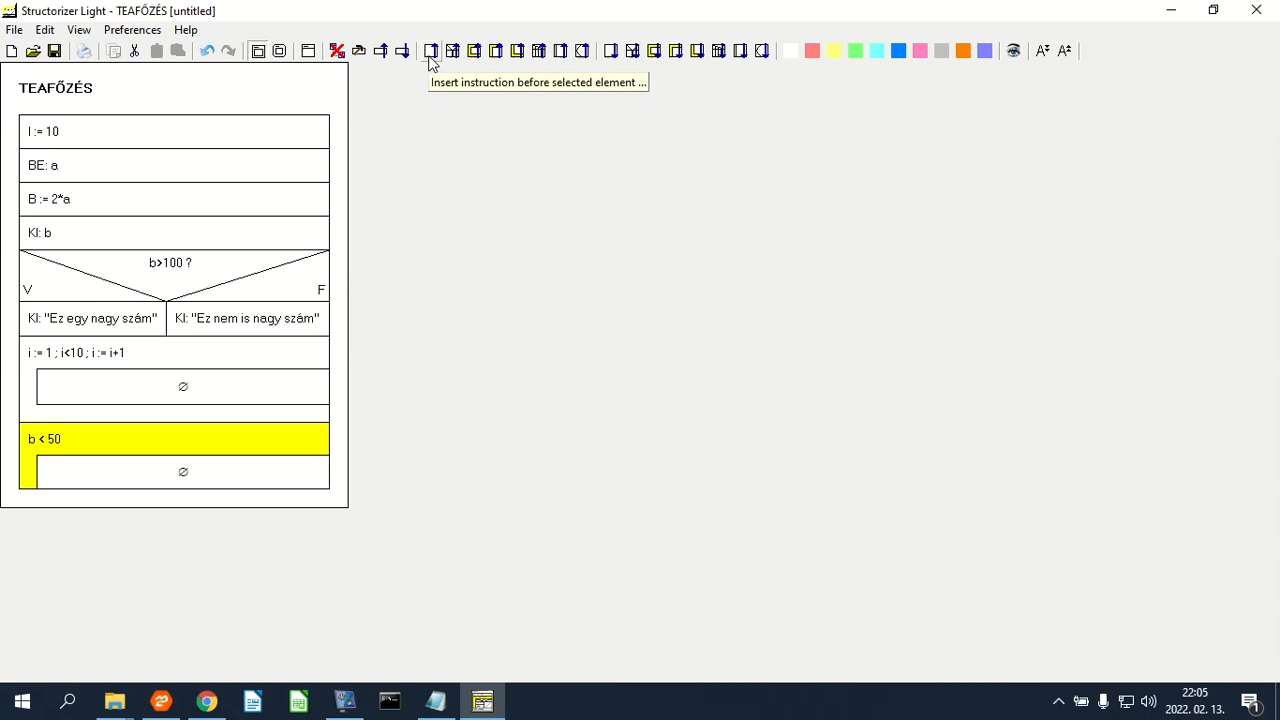 Structorizer Light - TEAFŐZÉS [untitled]
File Edit View Preferences Help
Insert instruction before selected element ...
TEAFŐZÉS
I := 10
BE: a
B := 2*a
KI: b
b>100 ?
V F
KI: "Ez egy nagy szám" KI: "Ez nem is nagy szám"
i := 1 ; i<10 ; i := i+1
∅
b < 50
∅
22:05
2022. 02. 13.